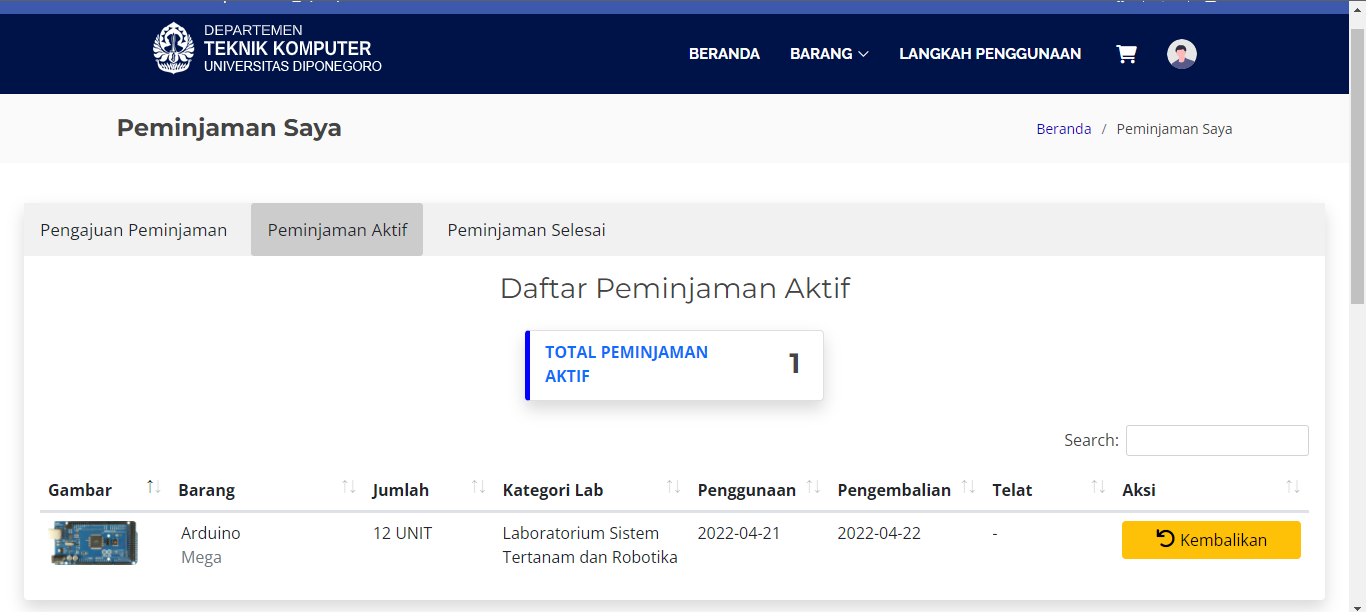 DEPARTEMEN
TEKNIK KOMPUTER
UNIVERSITAS DIPONEGORO
BERANDA BARANG LANGKAH PENGGUNAAN
Peminjaman Saya
Beranda / Peminjaman Saya
Pengajuan Peminjaman Peminjaman Aktif Peminjaman Selesai
Daftar Peminjaman Aktif
TOTAL PEMINJAMAN
AKTIF
1
Search:
Gambar Barang Jumlah Kategori Lab Penggunaan Pengembalian Telat Aksi
Arduino 12 UNIT Laboratorium Sistem 2022-04-21 2022-04-22 - Kembalikan
Mega Tertanam dan Robotika